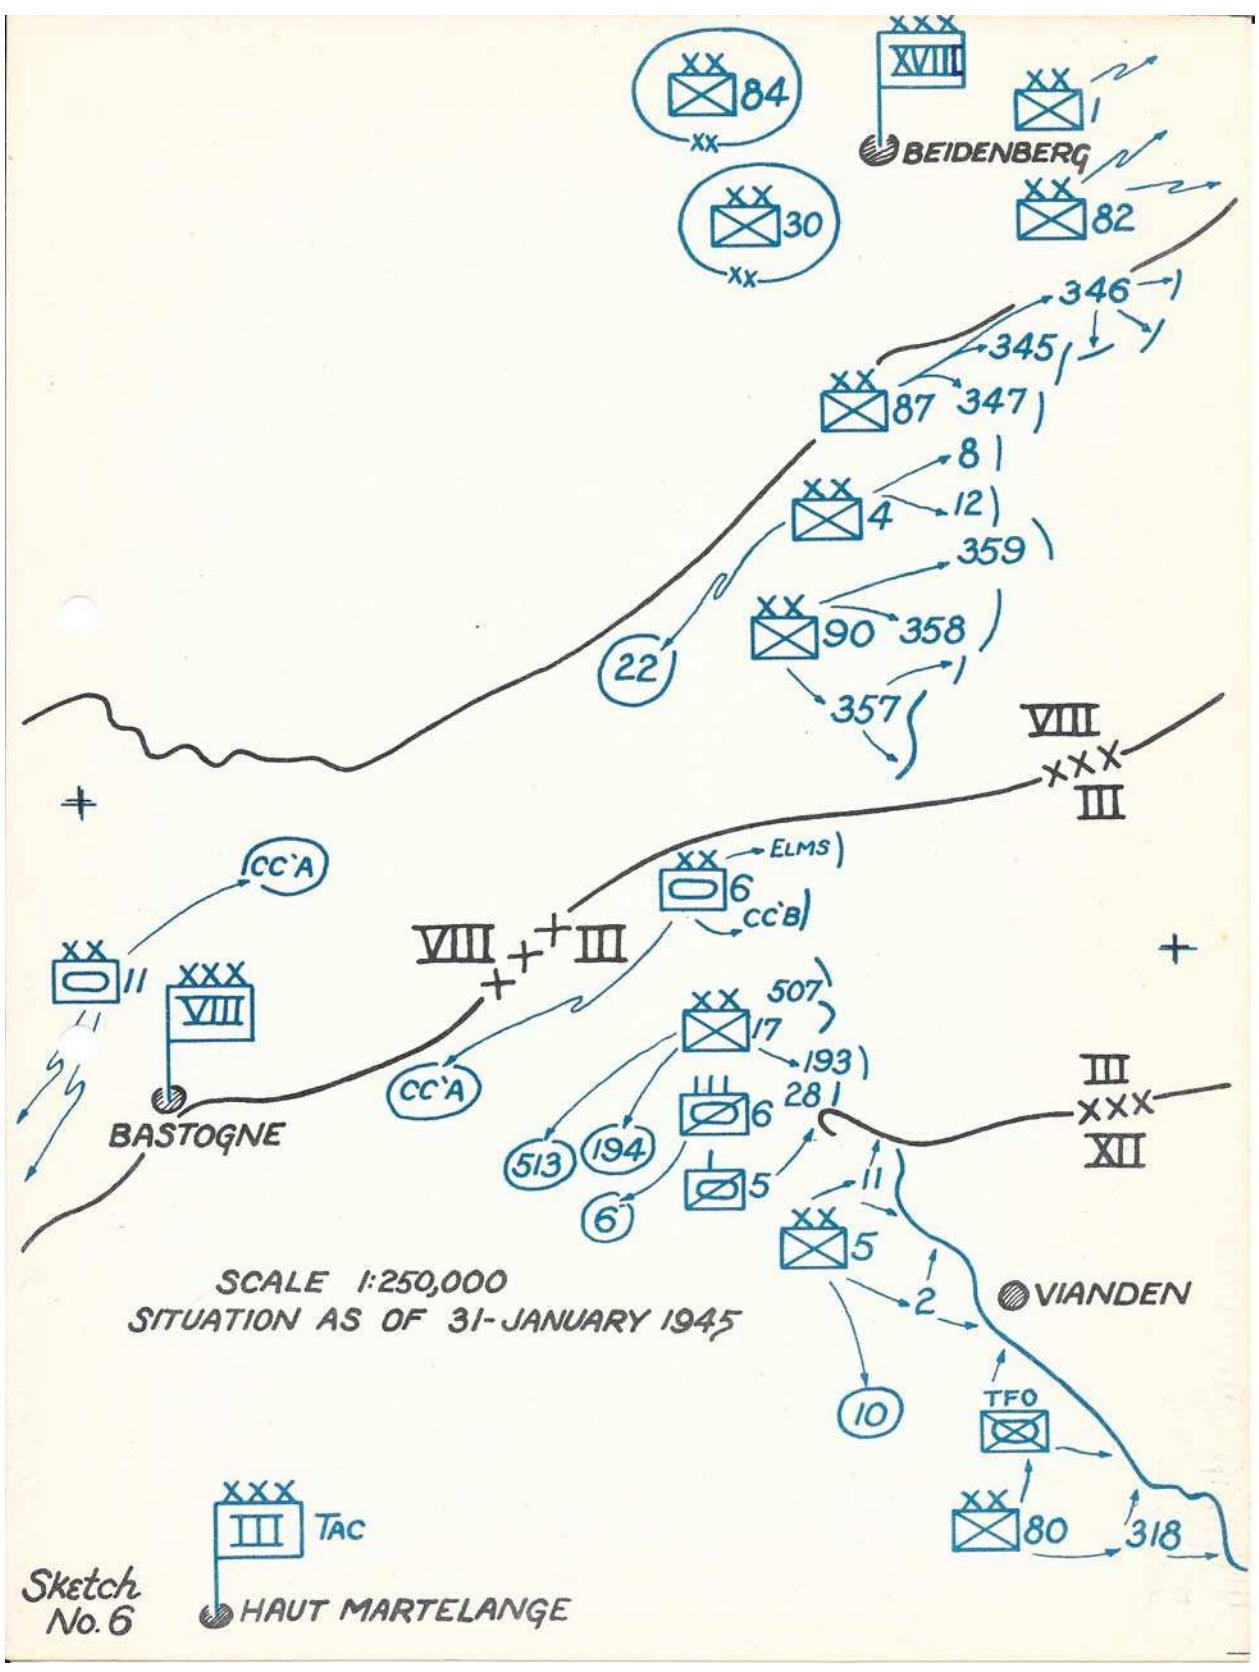 XXX
XVIII
BEIDENBERG
XX
84
XX
XX
1
XX
30
XX
XX
82
346
345
347
XX
87
8
12
XX
4
359
XX
90
358
22
357
VIII
XXX
III
CC'A
XX
6
ELMS
CC'B
VIII
III
XX
11
XXX
VIII
BASTOGNE
CC'A
XX
17
507
193
513
194
III
6
28
6
I
5
III
XXX
XII
11
XX
5
2
10
VIANDEN
SCALE 1:250,000
SITUATION AS OF 31-JANUARY 1945
TFO
XX
80
318
XXX
III
TAC
HAUT MARTELANGE
Sketch
No. 6